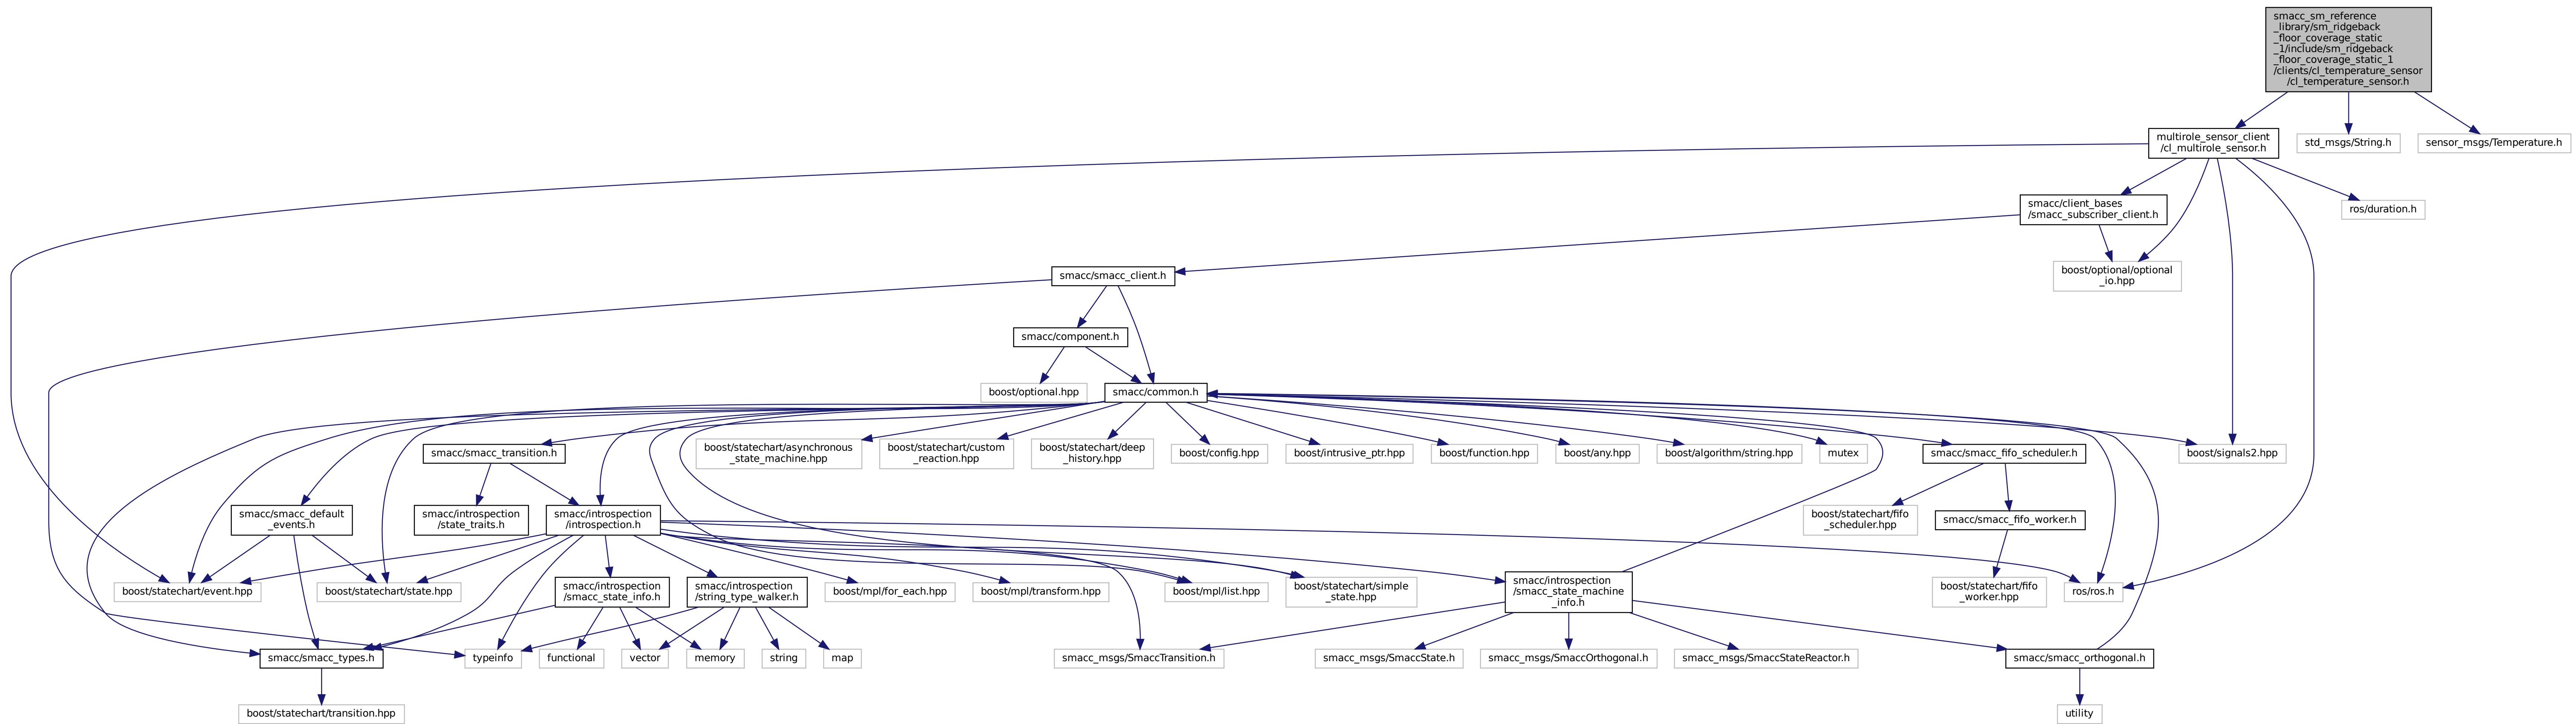 smacc_sm_reference
_library/sm_ridgeback
_floor_coverage_static
_1/include/sm_ridgeback
_floor_coverage_static_1
/clients/cl_temperature_sensor
/cl_temperature_sensor.h
multirole_sensor_client
/cl_multirole_sensor.h
std_msgs/String.h
sensor_msgs/Temperature.h
smacc/client_bases
/smacc_subscriber_client.h
ros/duration.h
smacc/smacc_client.h
boost/optional/optional
_io.hpp
smacc/component.h
boost/optional.hpp
smacc/common.h
smacc/smacc_transition.h
boost/statechart/asynchronous
_state_machine.hpp
boost/statechart/custom
_reaction.hpp
boost/statechart/deep
_history.hpp
boost/config.hpp
boost/intrusive_ptr.hpp
boost/function.hpp
boost/any.hpp
boost/algorithm/string.hpp
mutex
smacc/smacc_fifo_scheduler.h
boost/signals2.hpp
smacc/smacc_default
_events.h
smacc/introspection
/state_traits.h
smacc/introspection
/introspection.h
boost/statechart/fifo
_scheduler.hpp
smacc/smacc_fifo_worker.h
boost/statechart/event.hpp
boost/statechart/state.hpp
smacc/introspection
/smacc_state_info.h
smacc/introspection
/string_type_walker.h
boost/mpl/for_each.hpp
boost/mpl/transform.hpp
boost/mpl/list.hpp
boost/statechart/simple
_state.hpp
smacc/introspection
/smacc_state_machine
_info.h
boost/statechart/fifo
_worker.hpp
ros/ros.h
smacc/smacc_types.h
typeinfo
functional
vector
memory
string
map
smacc_msgs/SmaccTransition.h
smacc_msgs/SmaccState.h
smacc_msgs/SmaccOrthogonal.h
smacc_msgs/SmaccStateReactor.h
smacc/smacc_orthogonal.h
boost/statechart/transition.hpp
utility